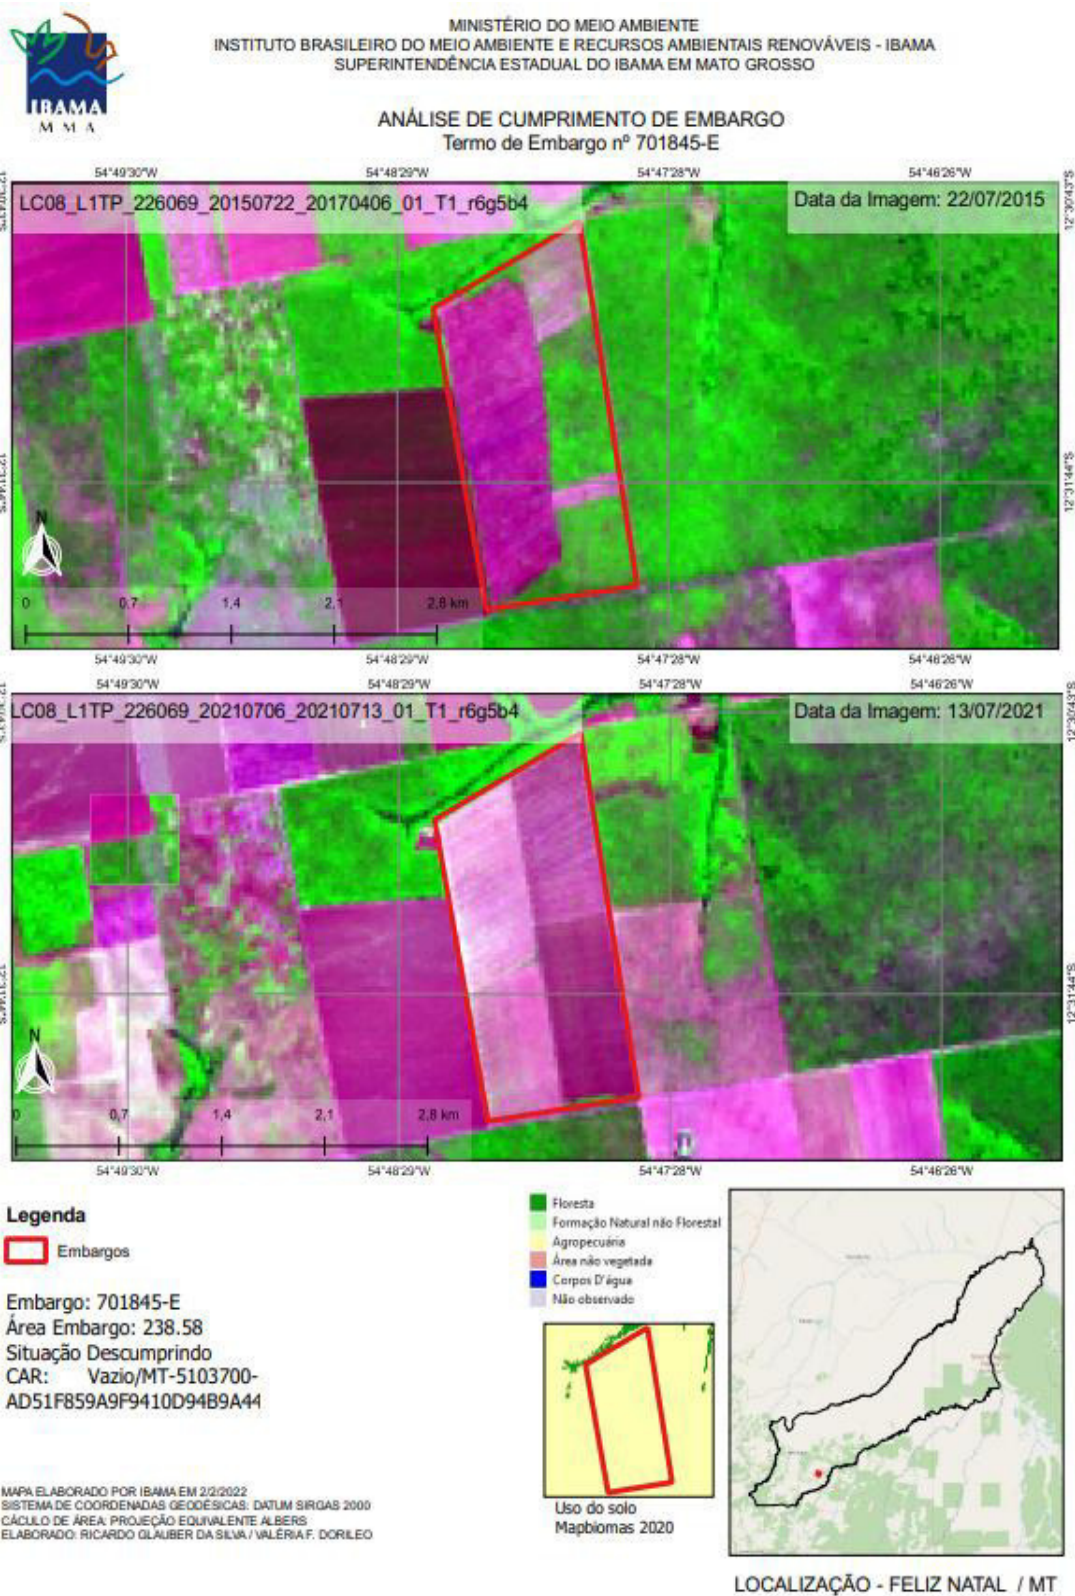 IBAMA
M M A
MINISTÉRIO DO MEIO AMBIENTE
INSTITUTO BRASILEIRO DO MEIO AMBIENTE E RECURSOS AMBIENTAIS RENOVÁVEIS - IBAMA
SUPERINTENDÊNCIA ESTADUAL DO IBAMA EM MATO GROSSO
ANÁLISE DE CUMPRIMENTO DE EMBARGO
Termo de Embargo nº 701845-E
54°49'30"W 54°48'29"W 54°47'28"W 54°46'26"W
LC08_L1TP_226069_20150722_20170406_01_T1_r6g5b4
Data da Imagem: 22/07/2015
12°30'43"S
12°31'44"S
N
0 0,7 1,4 2,1 2,8 km
54°49'30"W 54°48'29"W 54°47'28"W 54°46'26"W
54°49'30"W 54°48'29"W 54°47'28"W 54°46'26"W
LC08_L1TP_226069_20210706_20210713_01_T1_r6g5b4
Data da Imagem: 13/07/2021
12°30'43"S
12°31'44"S
N
0 0,7 1,4 2,1 2,8 km
54°49'30"W 54°48'29"W 54°47'28"W 54°46'26"W
Legenda
Embargos
Embargo: 701845-E
Área Embargo: 238.58
Situação Descumprindo
CAR: Vazio/MT-5103700-
AD51F859A9F9410D94B9A44
MAPA ELABORADO POR IBAMA EM 2/2/2022
SISTEMA DE COORDENADAS GEODÉSICAS: DATUM SIRGAS 2000
CÁCULO DE ÁREA: PROJEÇÃO EQUIVALENTE ALBERS
ELABORADO: RICARDO GLAUBER DA SILVA / VALÉRIA F. DORILEO
Floresta
Formação Natural não Florestal
Agropecuária
Área não vegetada
Corpos D'água
Não observado
Uso do solo
Mapbiomas 2020
LOCALIZAÇÃO - FELIZ NATAL / MT